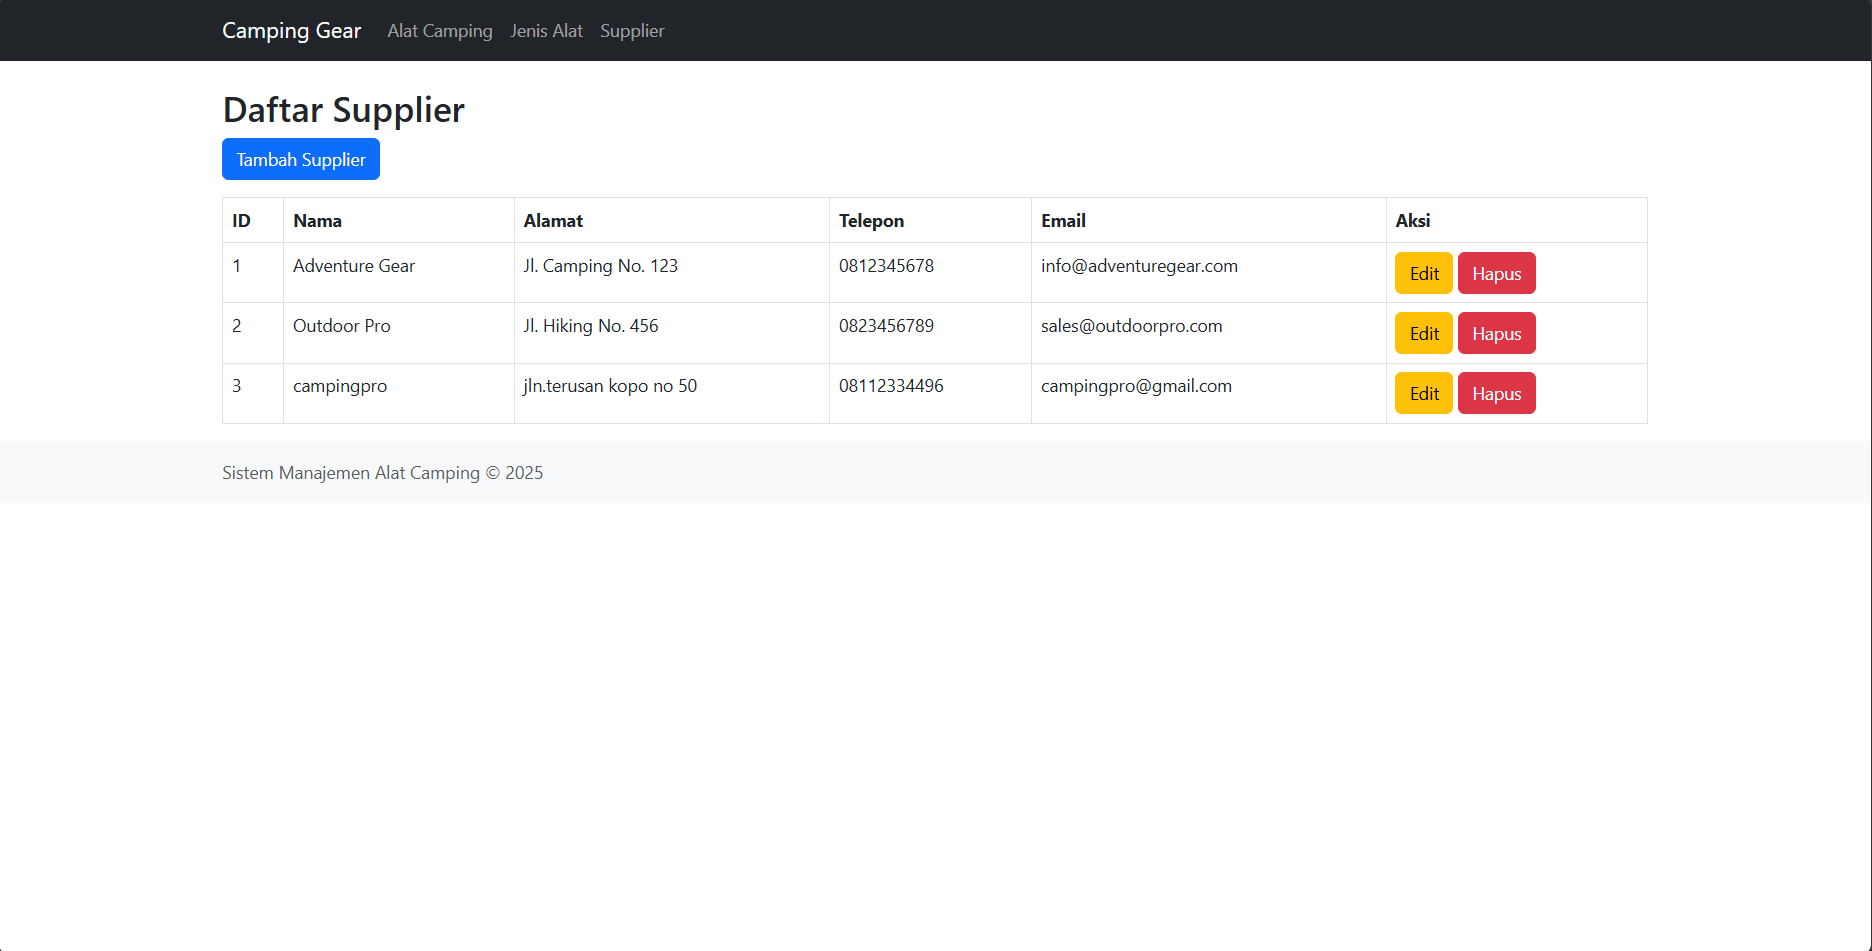 Camping Gear Alat Camping Jenis Alat Supplier
Daftar Supplier
Tambah Supplier
ID Nama Alamat Telepon Email Aksi
1 Adventure Gear Jl. Camping No. 123 0812345678 info@adventuregear.com Edit Hapus
2 Outdoor Pro Jl. Hiking No. 456 0823456789 sales@outdoorpro.com Edit Hapus
3 campingpro jln.terusan kopo no 50 08112334496 campingpro@gmail.com Edit Hapus
Sistem Manajemen Alat Camping © 2025